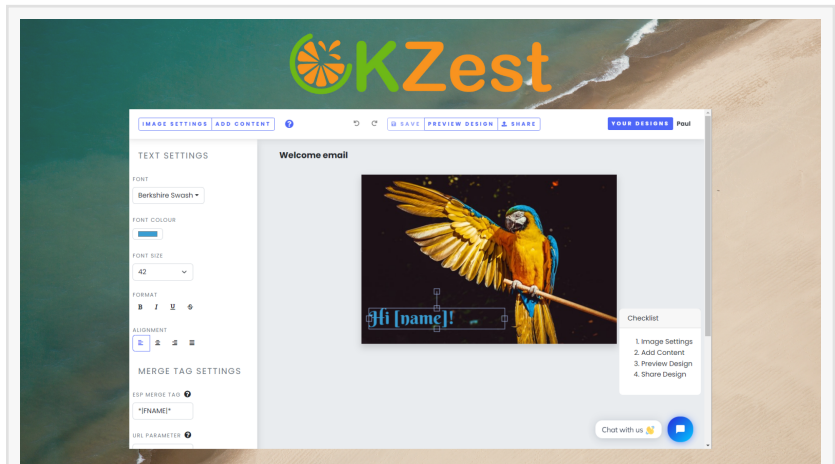 OKZest
IMAGE SETTINGS ADD CONTENT ? SAVE PREVIEW DESIGN SHARE YOUR DESIGNS Paul
TEXT SETTINGS
Welcome email
FONT
Berkshire Swash
FONT COLOUR
FONT SIZE
42
FORMAT
B I U S
ALIGNMENT
Hi [name]!
Checklist
1. Image Settings
2. Add Content
3. Preview Design
4. Share Design
MERGE TAG SETTINGS
ESP MERGE TAG ?
*|FNAME|*
URL PARAMETER ?
Chat with us 👋